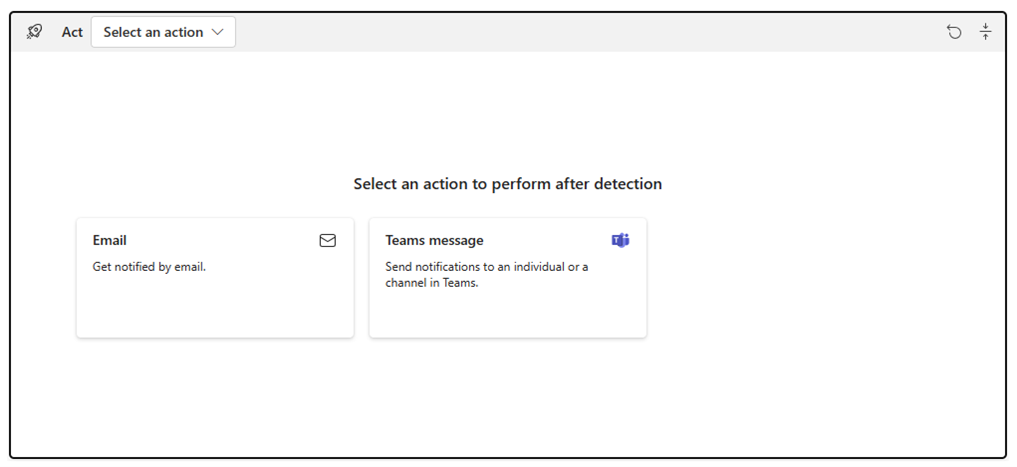 Act Select an action
Select an action to perform after detection
Email
Get notified by email.
Teams message
Send notifications to an individual or a
channel in Teams.